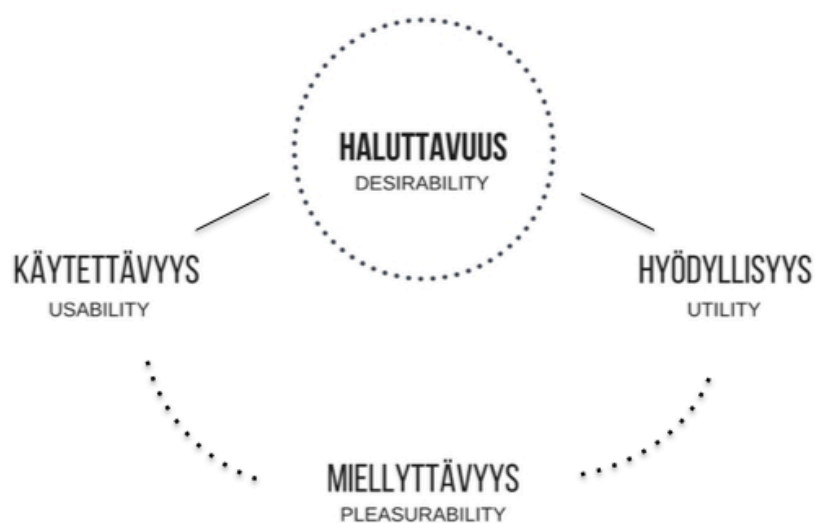 HALUTTAVUUS
DESIRABILITY
KÄYTETTÄVYYS
USABILITY
HYÖDYLLISYYS
UTILITY
MIELLYTTÄVYYS
PLEASURABILITY